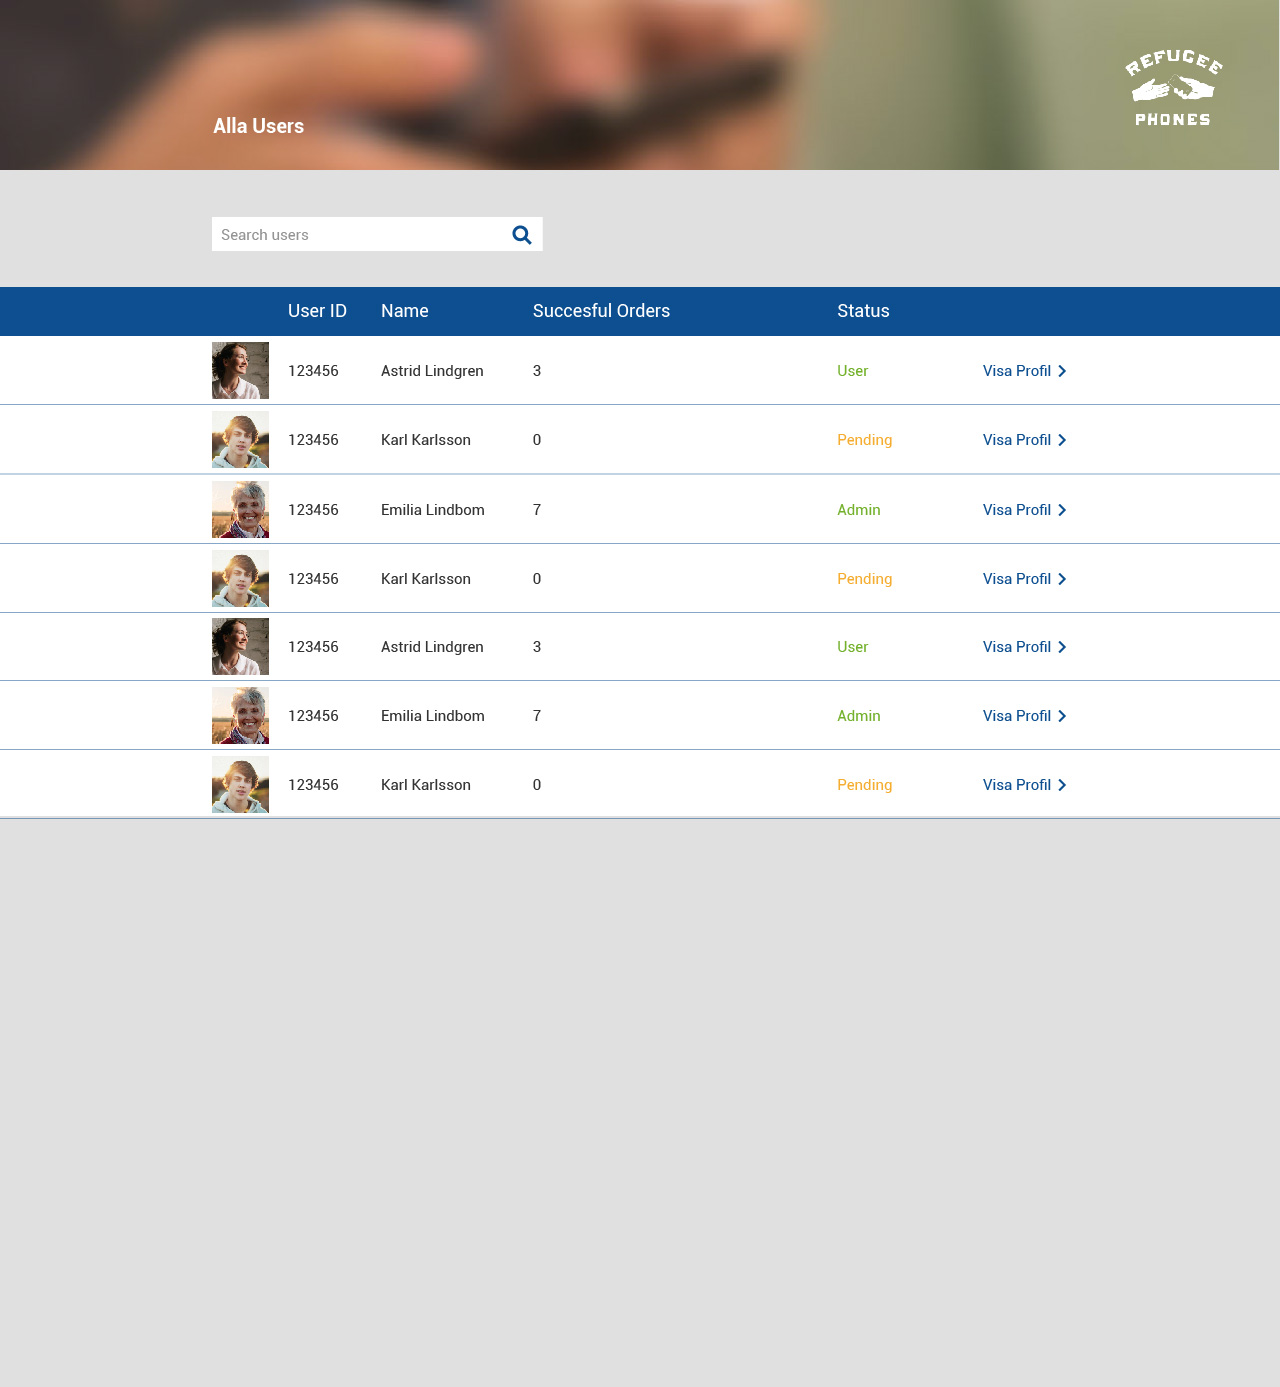 REFUGEE
PHONES
Alla Users
Search users
User ID Name Succesful Orders Status
123456 Astrid Lindgren 3 User Visa Profil
123456 Karl Karlsson 0 Pending Visa Profil
123456 Emilia Lindbom 7 Admin Visa Profil
123456 Karl Karlsson 0 Pending Visa Profil
123456 Astrid Lindgren 3 User Visa Profil
123456 Emilia Lindbom 7 Admin Visa Profil
123456 Karl Karlsson 0 Pending Visa Profil